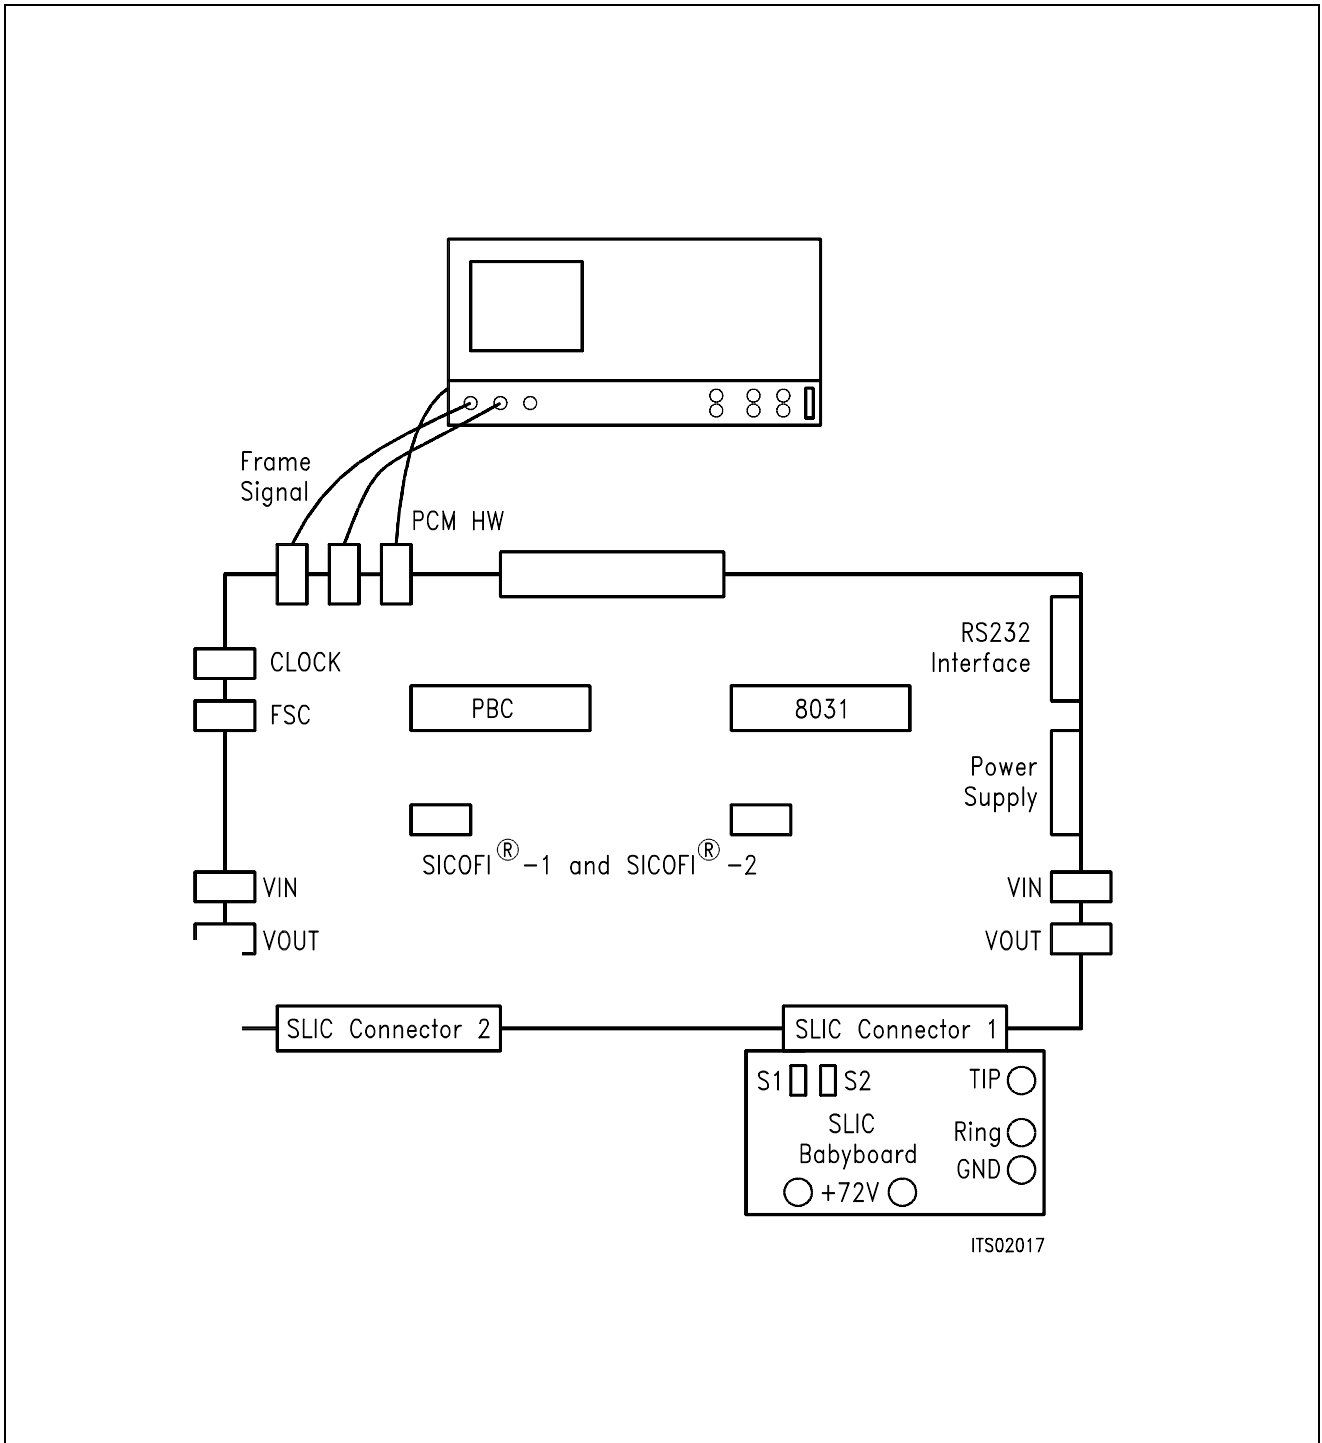 Frame
Signal
PCM HW
RS232
Interface
CLOCK
FSC
PBC
8031
Power
Supply
SICOFI®-1 and SICOFI®-2
VIN
VIN
VOUT
VOUT
SLIC Connector 2
SLIC Connector 1
S1
S2
TIP
SLIC
Babyboard
Ring
GND
+72V
ITS02017